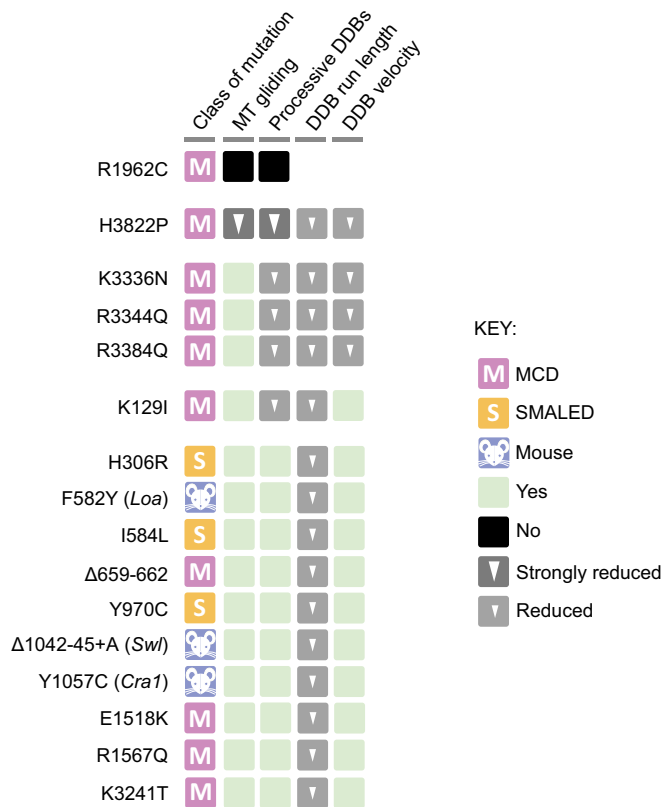 Class of mutation
MT gliding
Processive DDBs
DDB run length
DDB velocity
R1962C M
H3822P M
K3336N M
R3344Q M
R3384Q M
K129I M
H306R S
F582Y (Loa)
I584L S
Δ659-662 M
Y970C S
Δ1042-45+A (Swl)
Y1057C (Cra1)
E1518K M
R1567Q M
K3241T M
KEY:
M MCD
S SMALED
Mouse
Yes
No
Strongly reduced
Reduced